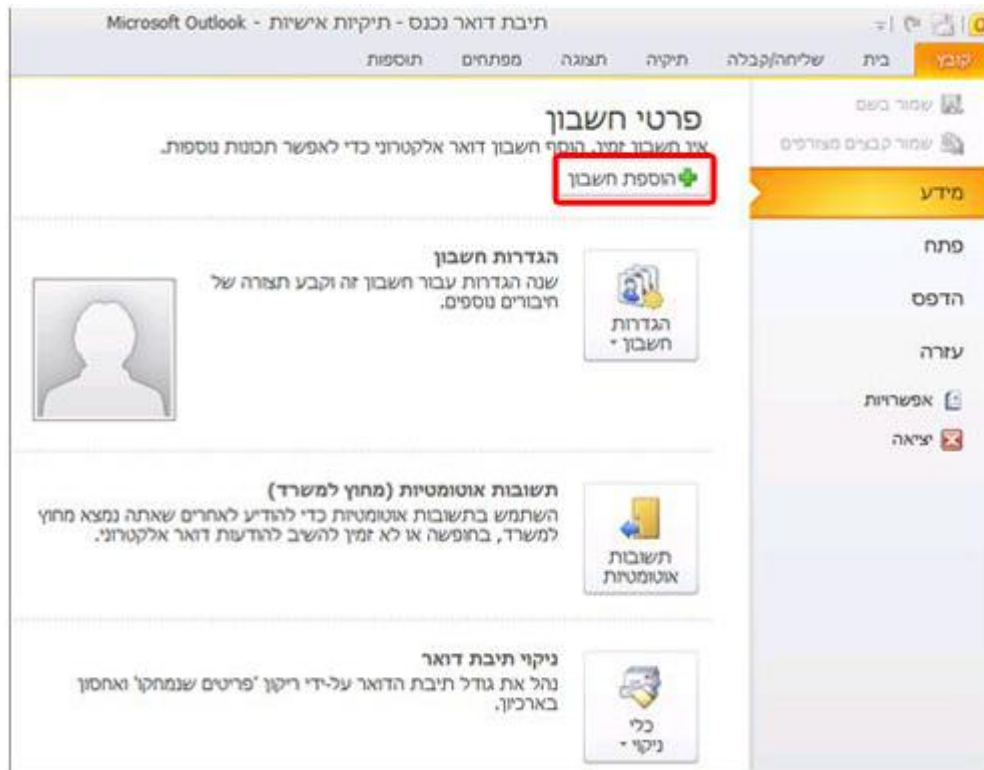 תיבת דואר נכנס - תיקיות אישיות - Microsoft Outlook
קובץ בית שליחה/קבלה תיקיה תצוגה מפתחים תוספות
שמור בשם
שמור קבצים מצורפים
מידע
פתח
הדפס
עזרה
אפשרויות
יציאה
פרטי חשבון
אין חשבון זמין. הוסף חשבון דואר אלקטרוני כדי לאפשר תכונות נוספות.
הוספת חשבון
הגדרות חשבון
הגדרות חשבון
שנה הגדרות עבור חשבון זה וקבע תצורה של
חיבורים נוספים.
תשובות אוטומטיות
תשובות אוטומטיות (מחוץ למשרד)
השתמש בתשובות אוטומטיות כדי להודיע לאחרים שאתה נמצא מחוץ
למשרד, בחופשה או לא זמין להשיב להודעות דואר אלקטרוני.
כלי ניקוי
ניקוי תיבת דואר
נהל את גודל תיבת הדואר על-ידי ריקון 'פריטים שנמחקו' ואחסון
בארכיון.